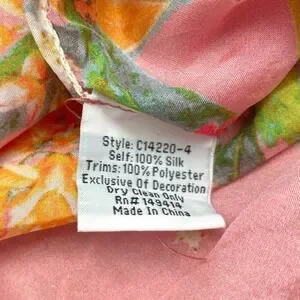 Style: C14220-4
Self: 100% Silk
Trims: 100% Polyester
Exclusive Of Decoration
Dry Clean Only
Rn# 149414
Made In China